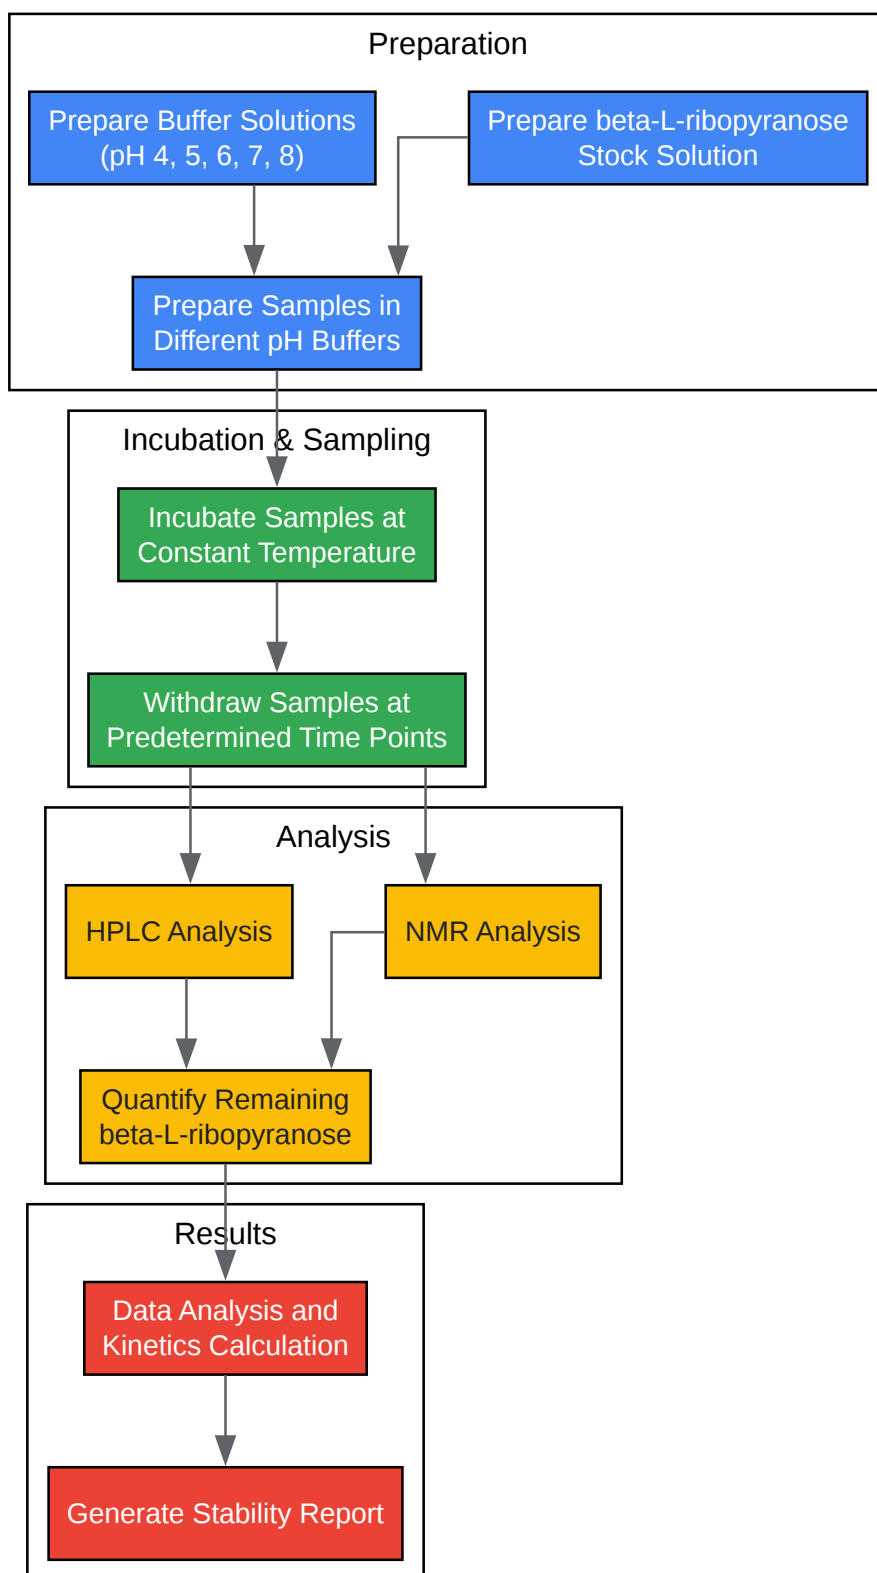 Preparation
Prepare Buffer Solutions
(pH 4, 5, 6, 7, 8)
Prepare beta-L-ribopyranose
Stock Solution
Prepare Samples in
Different pH Buffers
Incubation & Sampling
Incubate Samples at
Constant Temperature
Withdraw Samples at
Predetermined Time Points
Analysis
HPLC Analysis
NMR Analysis
Quantify Remaining
beta-L-ribopyranose
Results
Data Analysis and
Kinetics Calculation
Generate Stability Report